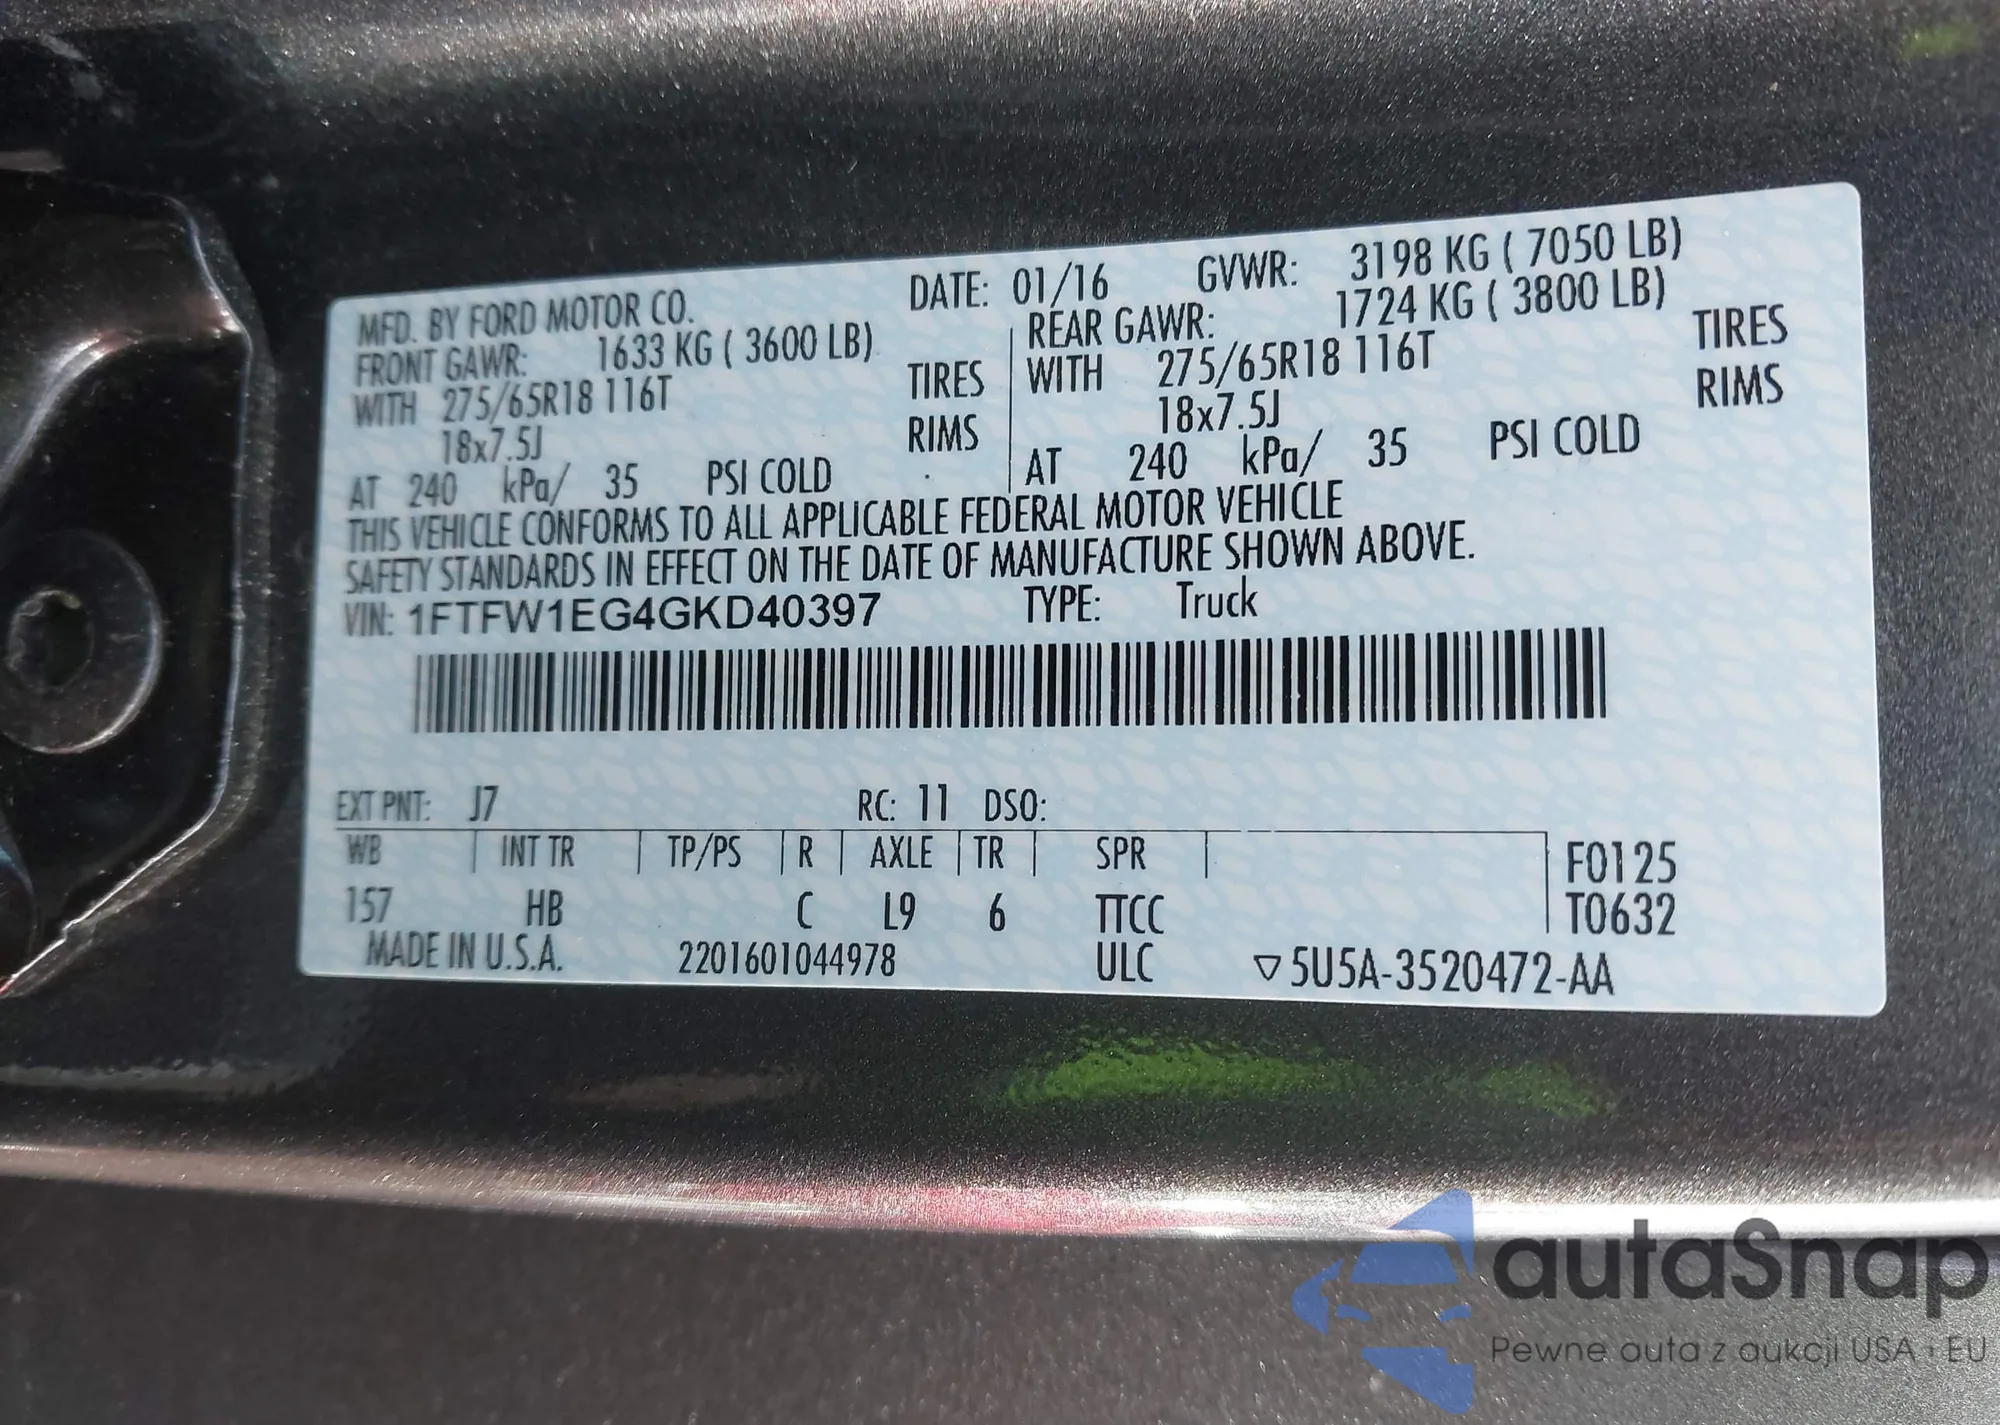 MFD. BY FORD MOTOR CO. DATE: 01/16 GVWR: 3198 KG ( 7050 LB)
FRONT GAWR: 1633 KG ( 3600 LB) REAR GAWR: 1724 KG ( 3800 LB)
WITH 275/65R18 116T TIRES WITH 275/65R18 116T TIRES
18x7.5J RIMS 18x7.5J RIMS
AT 240 kPa/ 35 PSI COLD AT 240 kPa/ 35 PSI COLD
THIS VEHICLE CONFORMS TO ALL APPLICABLE FEDERAL MOTOR VEHICLE
SAFETY STANDARDS IN EFFECT ON THE DATE OF MANUFACTURE SHOWN ABOVE.
VIN: 1FTFW1EG4GKD40397 TYPE: Truck
EXT PNT: J7 RC: 11 DSO:
WB INT TR TP/PS R AXLE TR SPR F0125
157 HB C L9 6 TTCC T0632
MADE IN U.S.A. 2201601044978 ULC ▽5U5A-3520472-AA
autaSnap
Pewne auta z aukcji USA i EU